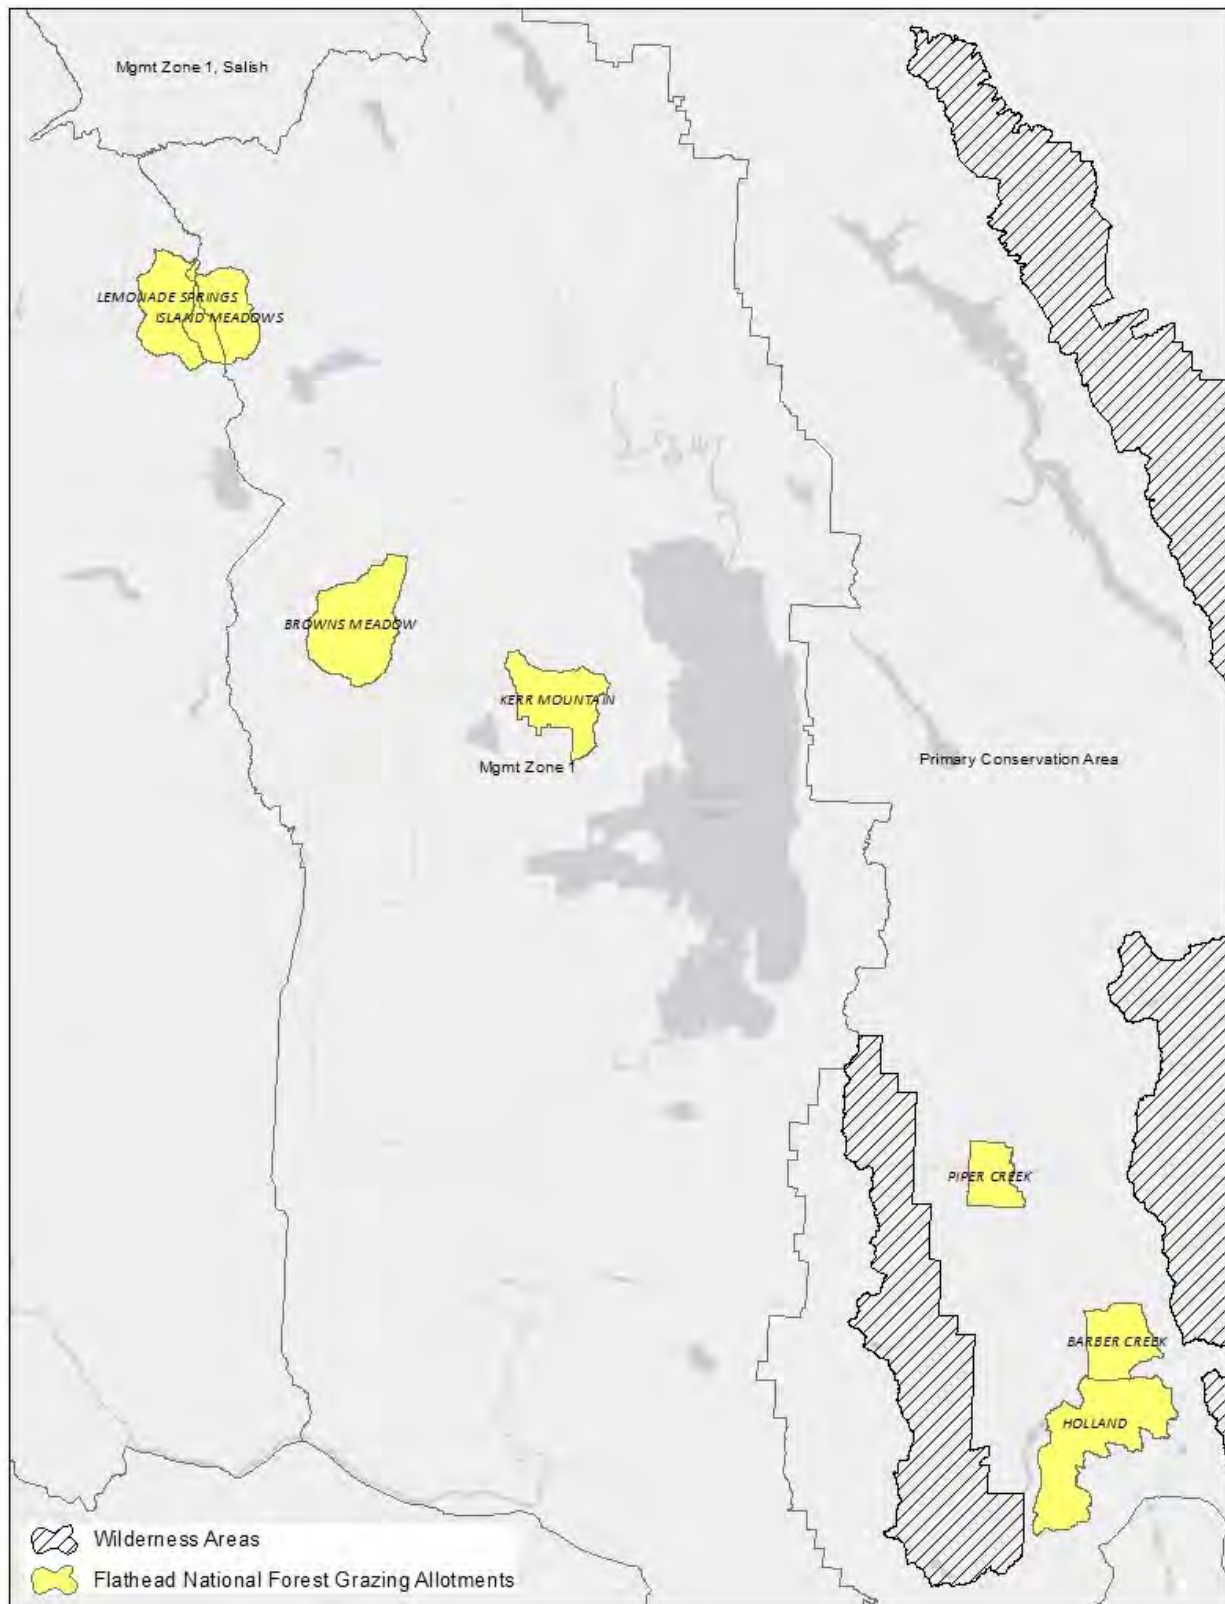 Mgmt Zone 1, Salish
LEMONADE SPRINGS
ISLAND MEADOWS
BROWNS MEADOW
KERR MOUNTAIN
Mgmt Zone 1
Primary Conservation Area
PIPER CREEK
BARBER CREEK
HOLLAND
Wilderness Areas
Flathead National Forest Grazing Allotments